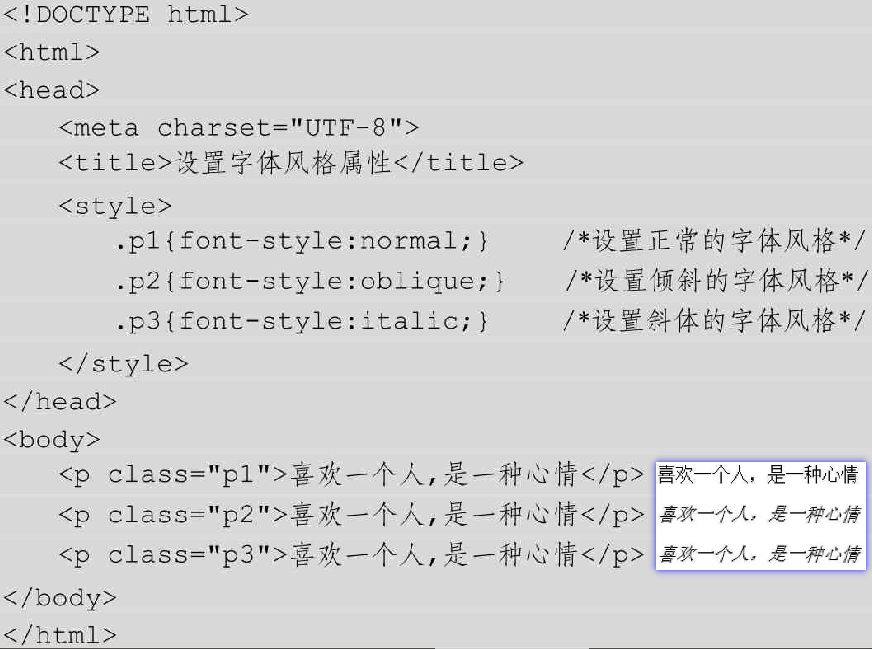 <!DOCTYPE html>
<html>
<head>
<meta charset="UTF-8">
<title>设置字体风格属性</title>
<style>
.p1{font-style:normal;} /*设置正常的字体风格*/
.p2{font-style:oblique;} /*设置倾斜的字体风格*/
.p3{font-style:italic;} /*设置斜体的字体风格*/
</style>
</head>
<body>
<p class="p1">喜欢一个人,是一种心情</p> 喜欢一个人，是一种心情
<p class="p2">喜欢一个人,是一种心情</p> 喜欢一个人，是一种心情
<p class="p3">喜欢一个人,是一种心情</p> 喜欢一个人，是一种心情
</body>
</html>